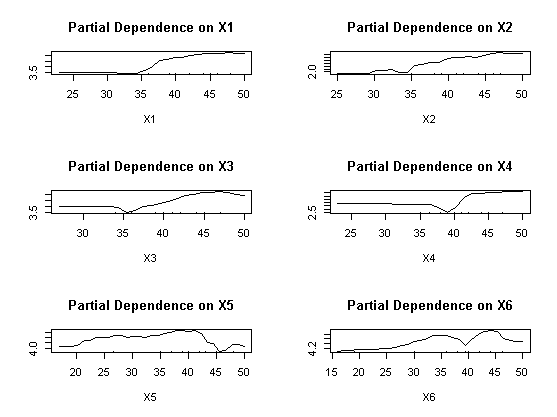 Partial Dependence on X1
3.5
25 30 35 40 45 50
X1
Partial Dependence on X2
2.0
25 30 35 40 45 50
X2
Partial Dependence on X3
3.5
30 35 40 45 50
X3
Partial Dependence on X4
2.5
25 30 35 40 45 50
X4
Partial Dependence on X5
4.0
20 25 30 35 40 45 50
X5
Partial Dependence on X6
4.2
15 20 25 30 35 40 45 50
X6